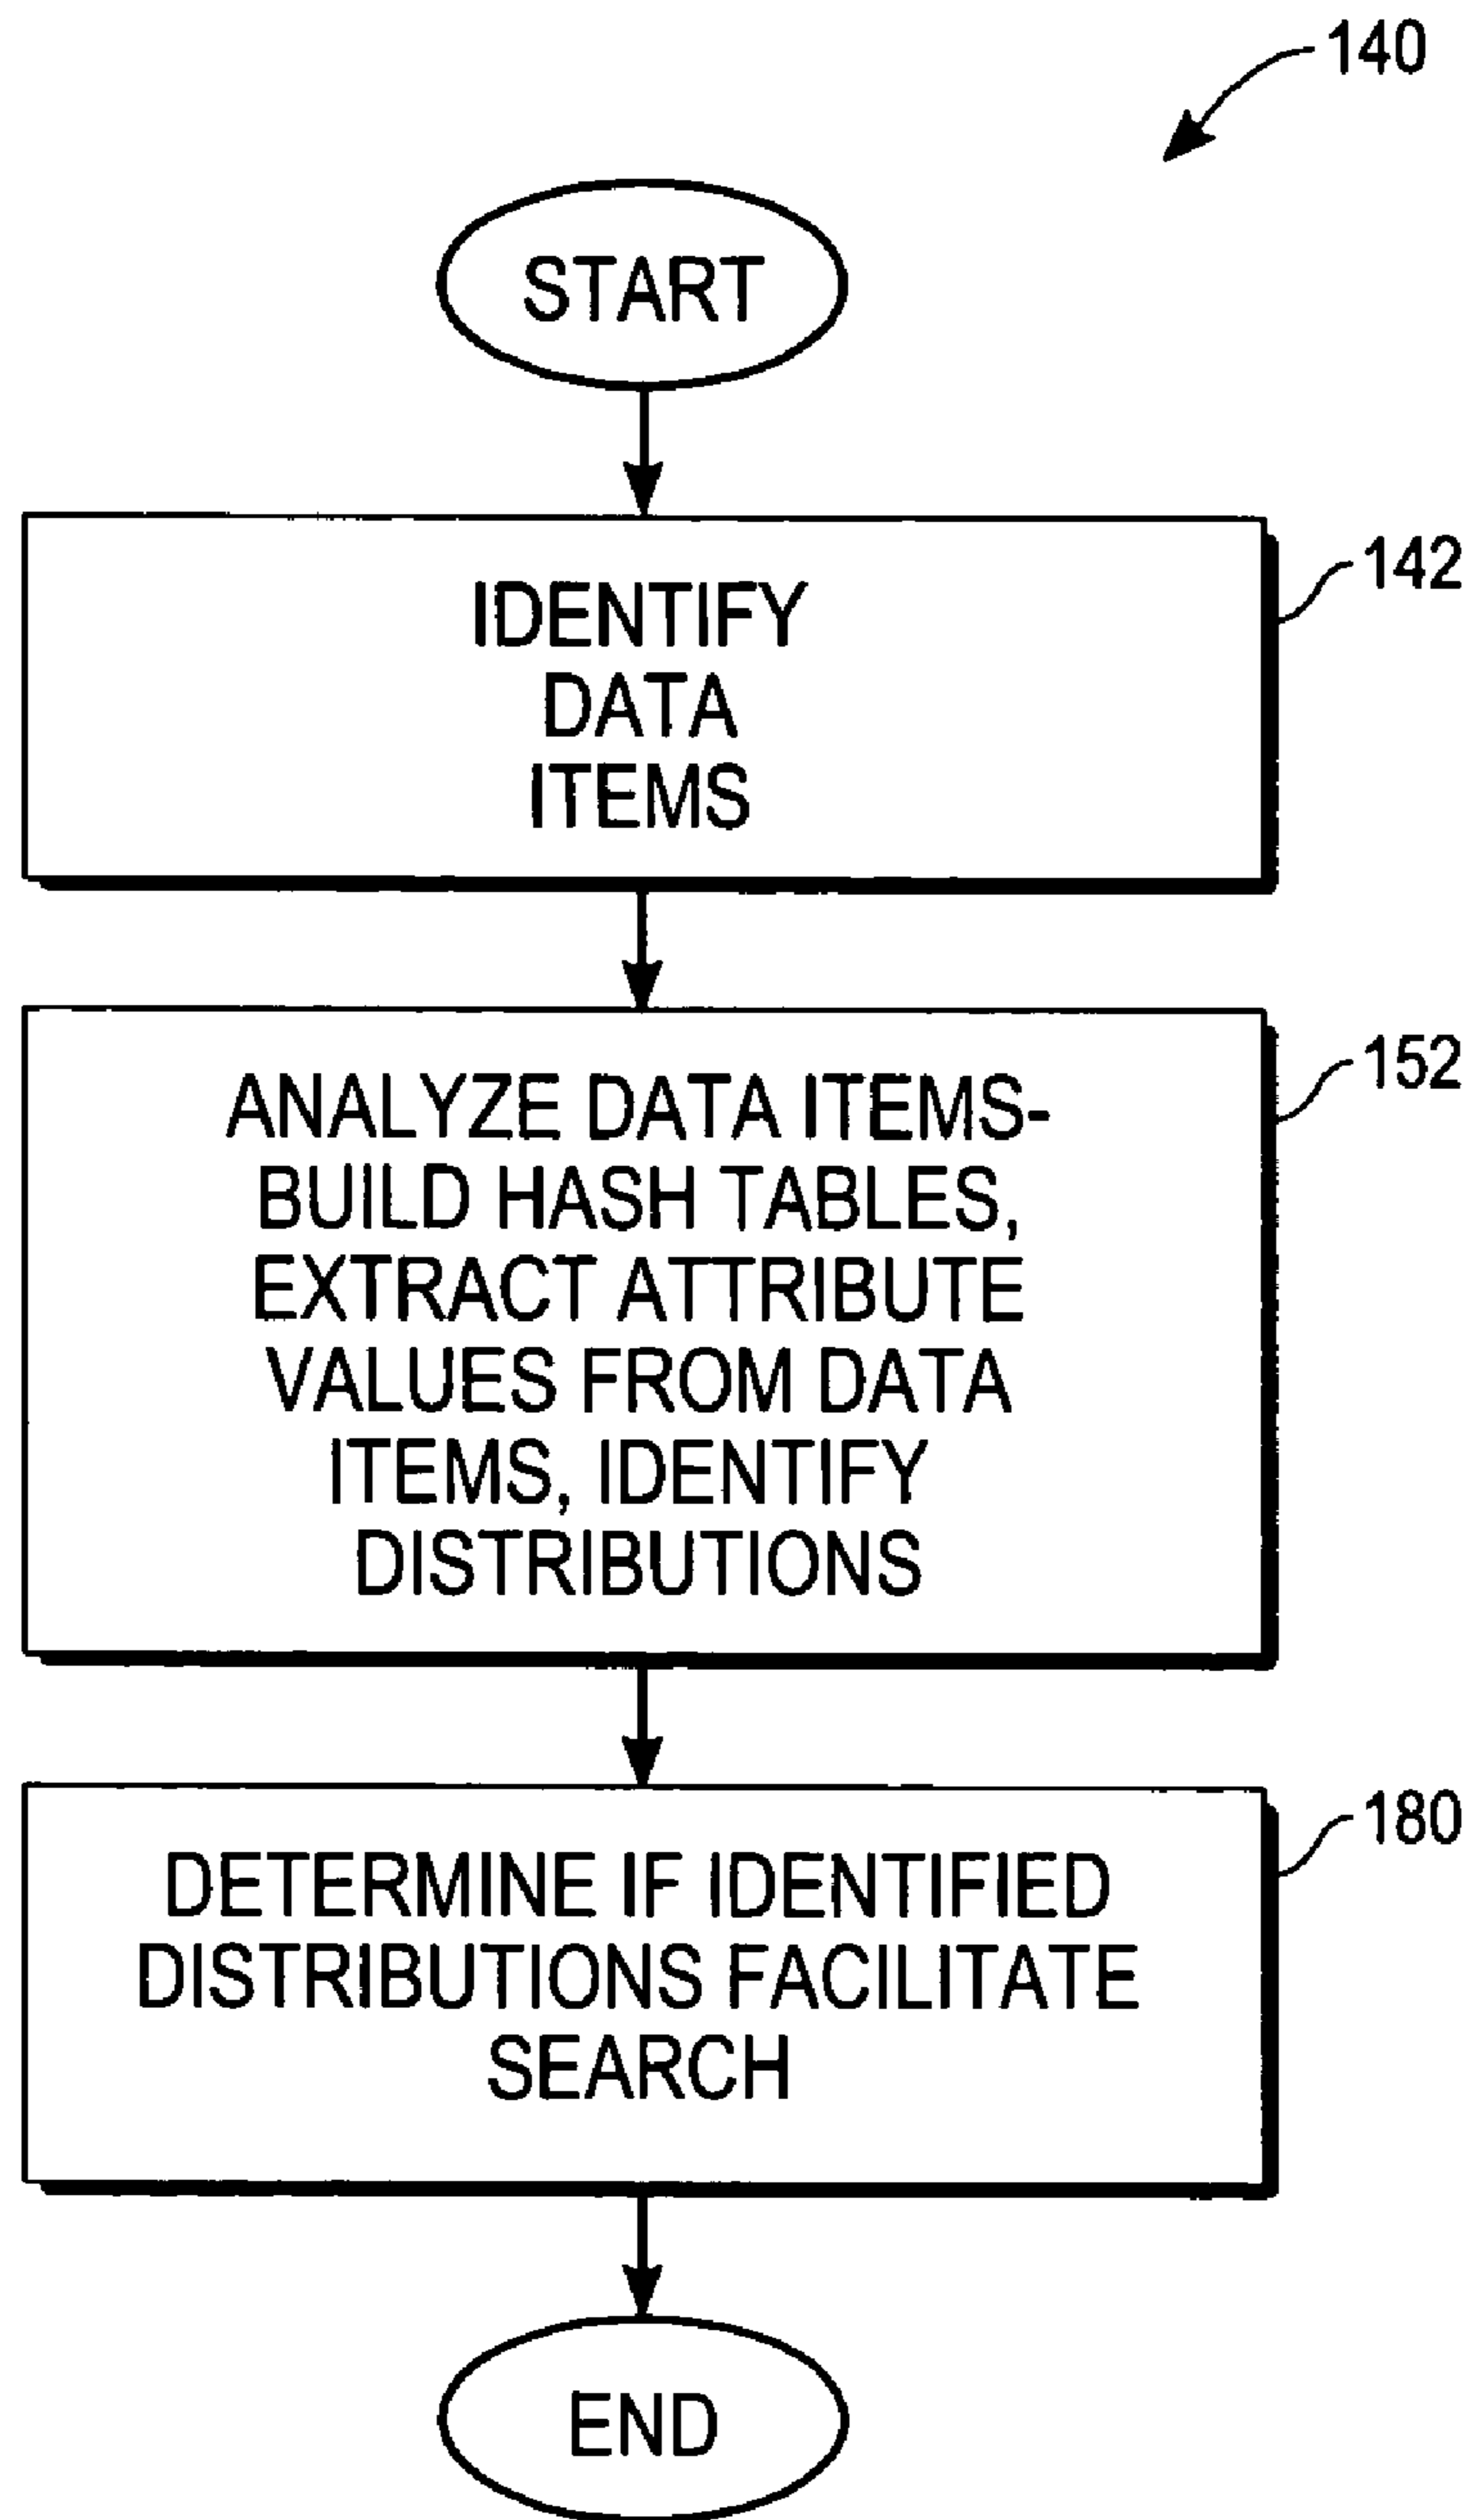 140
START
IDENTIFY
DATA
ITEMS
142
ANALYZE DATA ITEMS-
BUILD HASH TABLES,
EXTRACT ATTRIBUTE
VALUES FROM DATA
ITEMS, IDENTIFY
DISTRIBUTIONS
152
DETERMINE IF IDENTIFIED
DISTRIBUTIONS FACILITATE
SEARCH
180
END